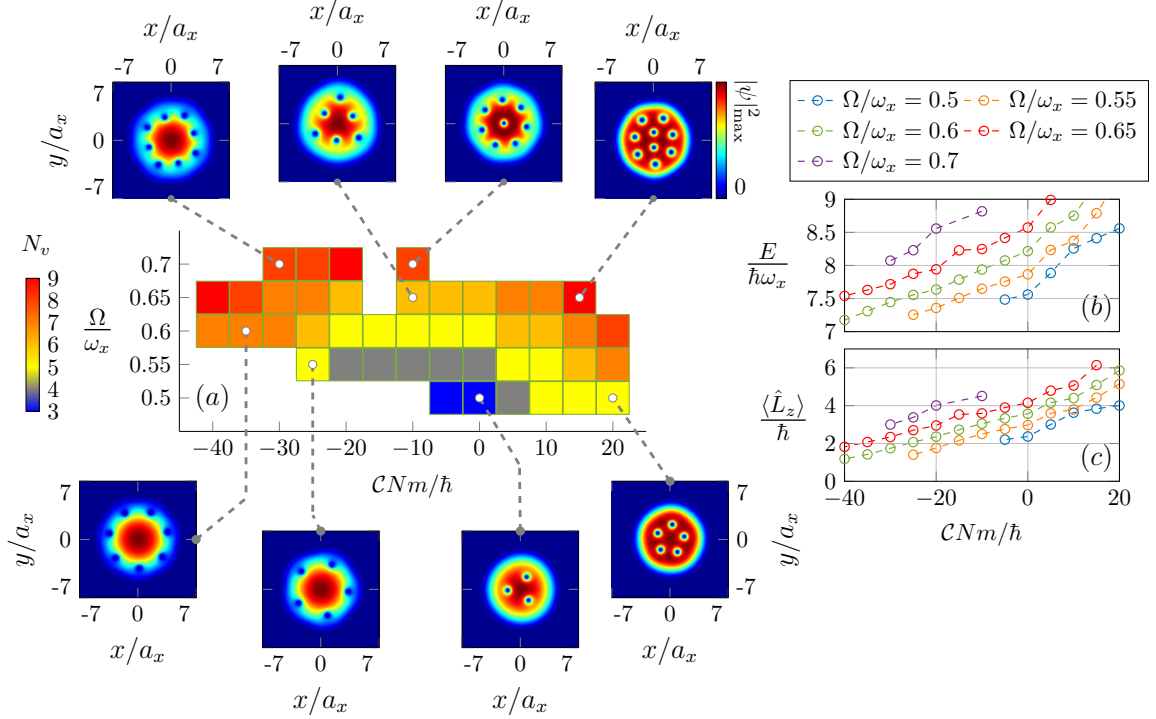 x/a_x x/a_x x/a_x x/a_x
-7 0 7 -7 0 7 -7 0 7 -7 0 7
y/a_x 7 0 -7
|ψ|²max
0
Ω/ω_x = 0.5 Ω/ω_x = 0.55
Ω/ω_x = 0.6 Ω/ω_x = 0.65
Ω/ω_x = 0.7
N_v
9
8
7
6
5
4
3
Ω/ω_x
0.7
0.65
0.6
0.55
0.5
(a)
−40 −30 −20 −10 0 10 20
CNm/ħ
E/ħω_x
9
8.5
8
7.5
7
(b)
⟨L̂_z⟩/ħ
6
4
2
0
(c)
-40 −20 0 20
CNm/ħ
y/a_x 7 0 -7
-7 0 7
x/a_x
-7 0 7
x/a_x
-7 0 7
x/a_x
7 0 -7 y/a_x
-7 0 7
x/a_x